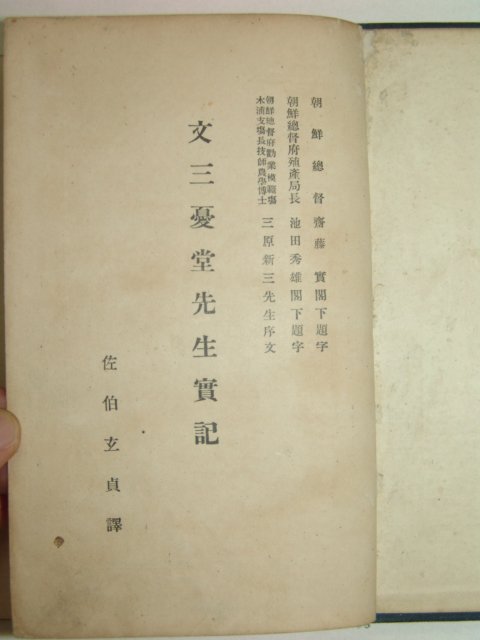 朝鮮總督 齋藤 實閣下題字
朝鮮總督府殖產局長 池田秀雄閣下題字
朝鮮總督府勸業模範場
木浦支場長技師農學博士 三原新三先生序文
文三憂堂先生實記
佐伯玄貞譯